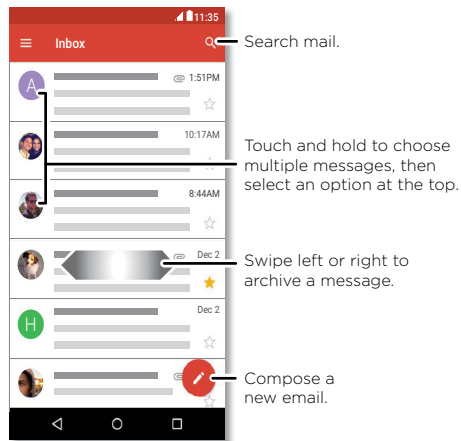 11:35
Inbox
Search mail.
A
1:51PM
10:17AM
Touch and hold to choose
multiple messages, then
select an option at the top.
8:44AM
Dec 2
Swipe left or right to
archive a message.
Dec 2
H
Compose a
new email.